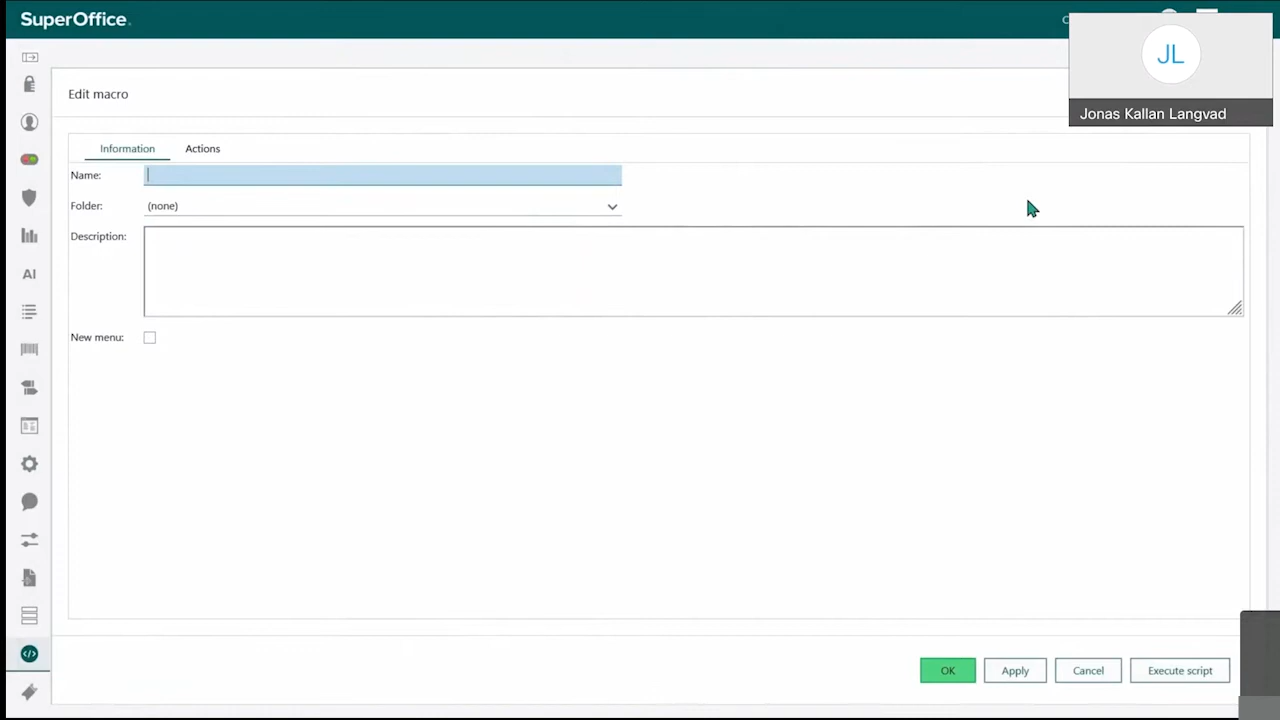 SuperOffice.
JL
Jonas Kallan Langvad
Edit macro
Information
Actions
Name:
Folder:
(none)
Description:
New menu:
AI
OK
Apply
Cancel
Execute script